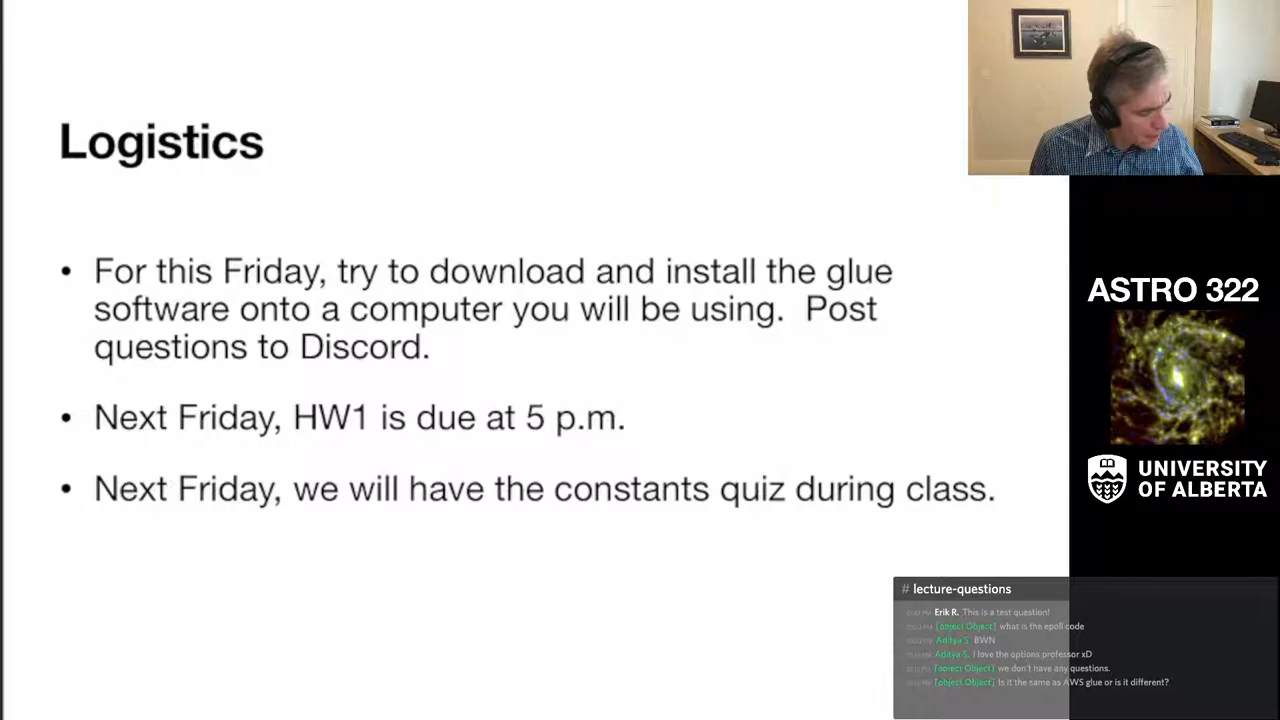 Logistics
• For this Friday, try to download and install the glue
software onto a computer you will be using. Post
questions to Discord.
• Next Friday, HW1 is due at 5 p.m.
• Next Friday, we will have the constants quiz during class.
ASTRO 322
UNIVERSITY
OF ALBERTA
# lecture-questions
Erik R. This is a test question!
[object Object] what is the epoll code
Aditya S. BWN
Aditya S. I love the options professor xD
[object Object] we don't have any questions.
[object Object] Is it the same as AWS glue or is it different?